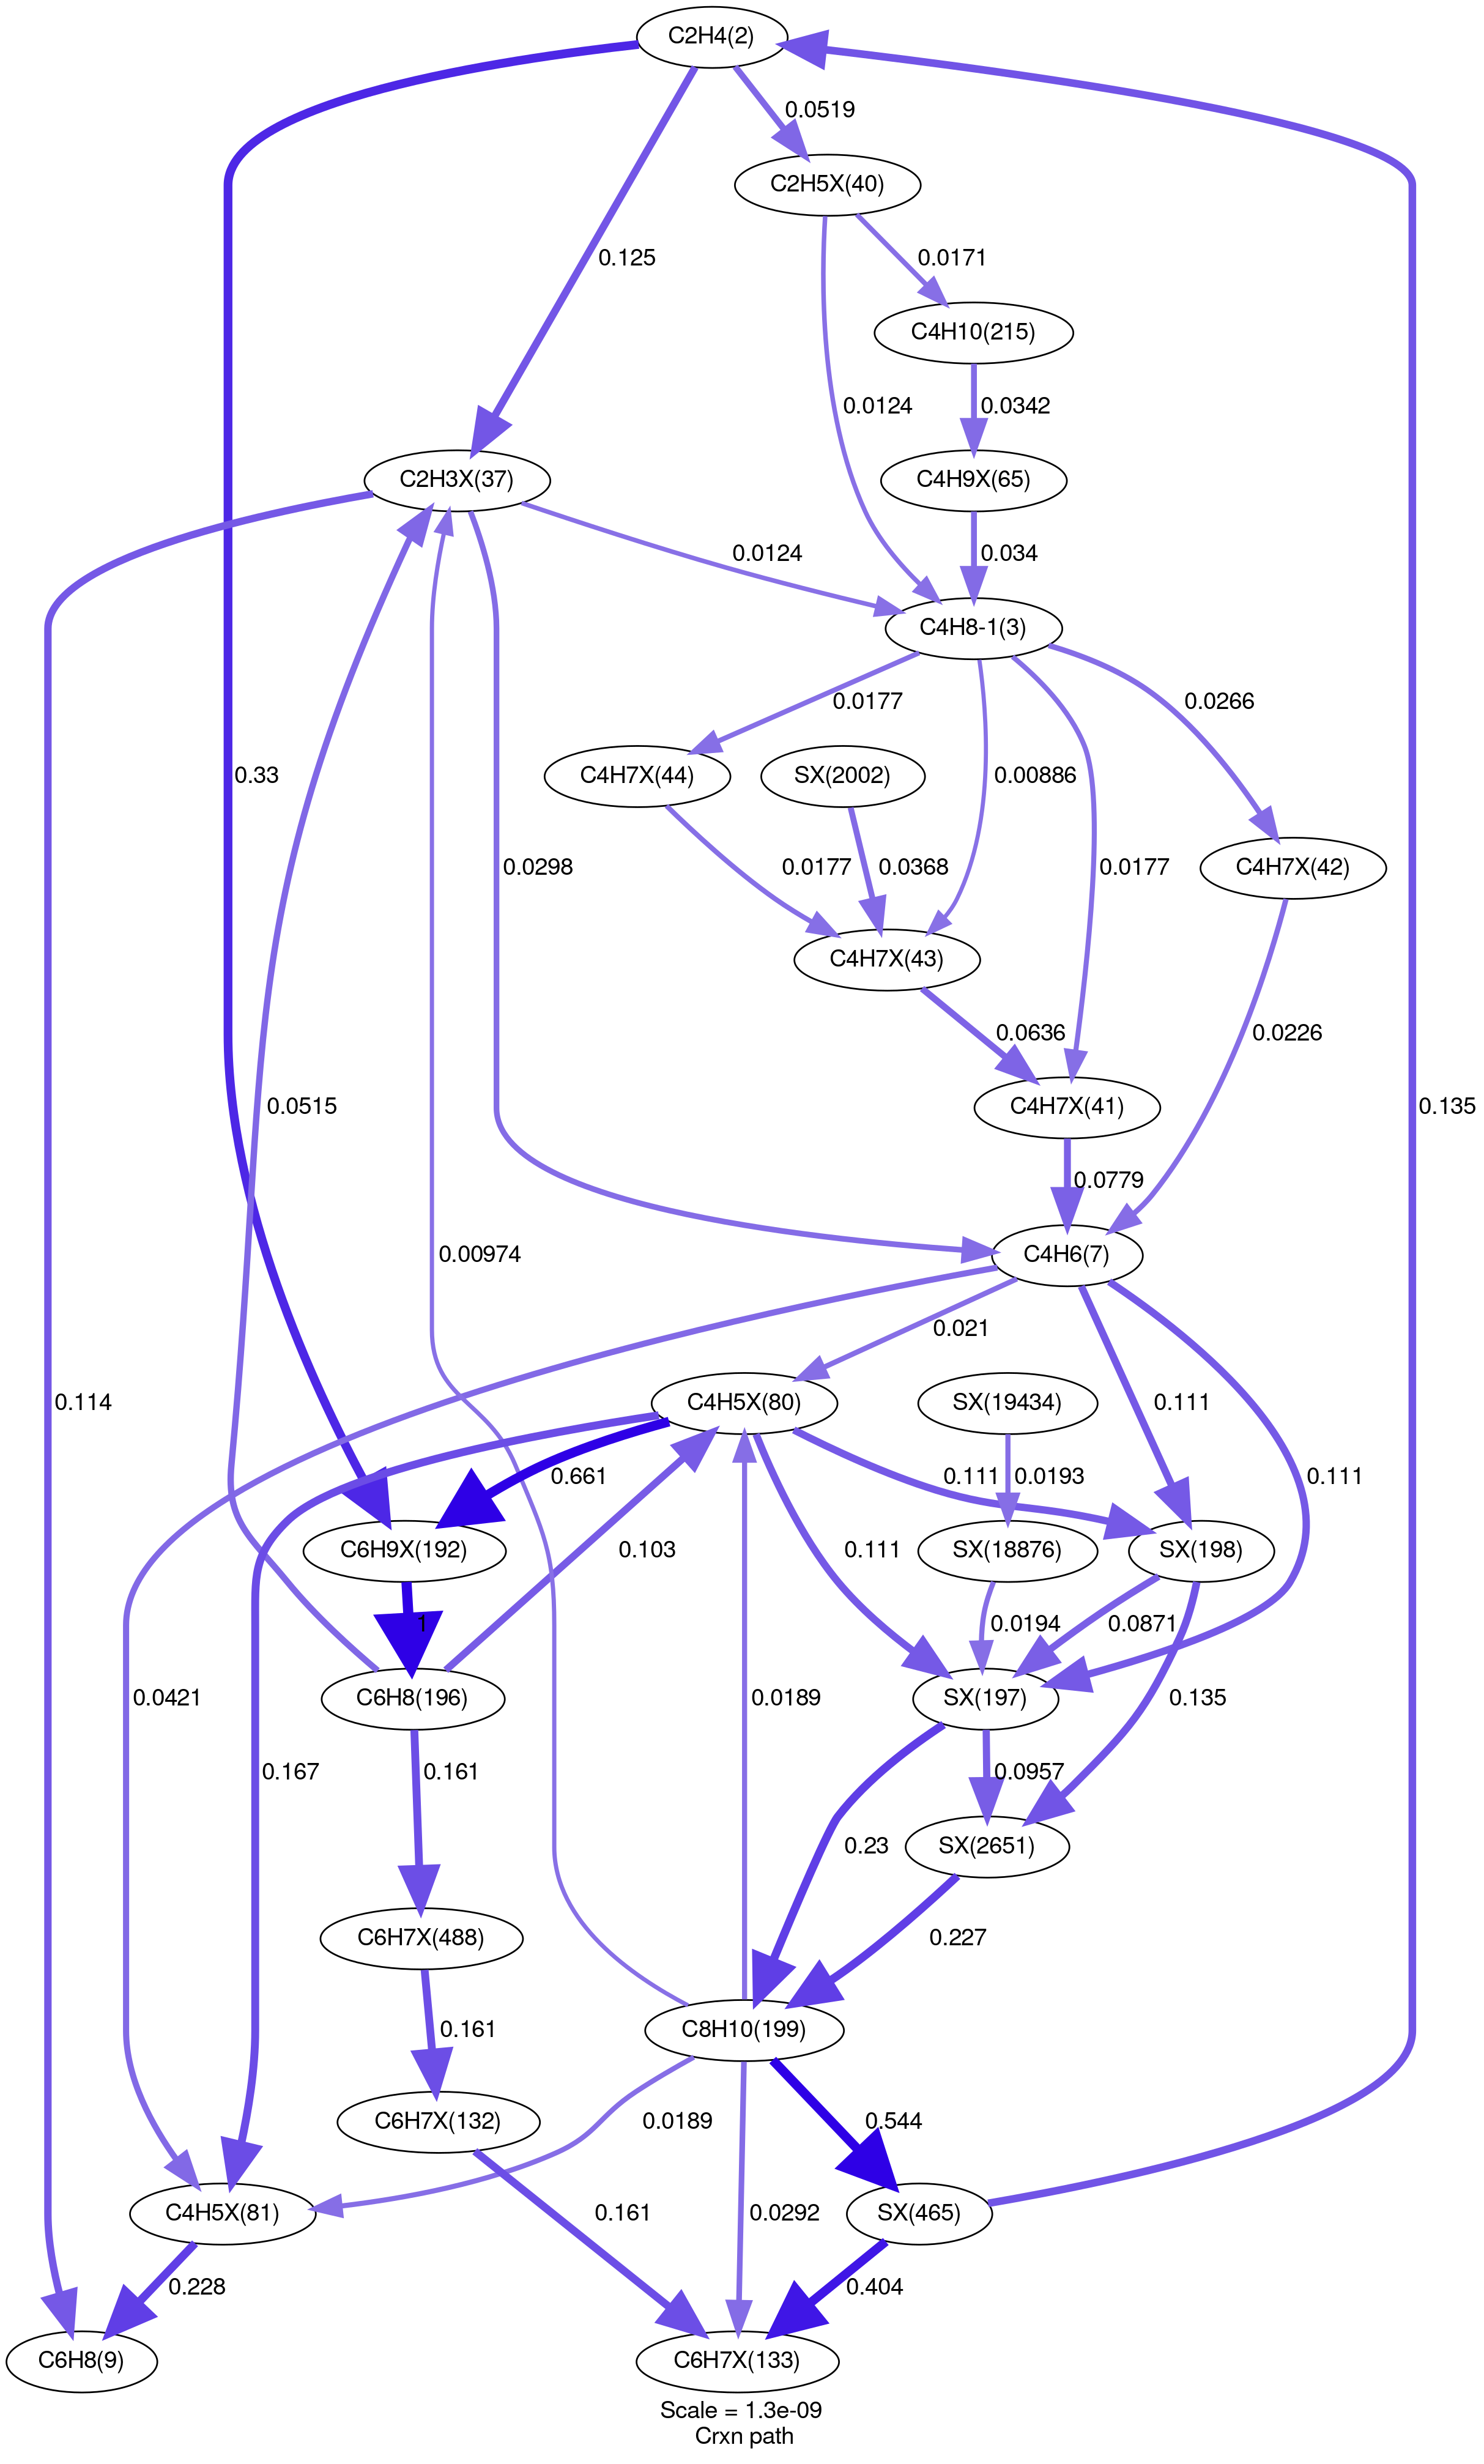 C2H4(2)
0.0519
C2H5X(40)
0.125
0.0171
C4H10(215)
0.0124
0.0342
C2H3X(37)
C4H9X(65)
0.0124
0.034
C4H8-1(3)
0.0177
0.0266
0.33
C4H7X(44)
SX(2002)
0.00886
0.0298
0.0177
0.0368
0.0177
C4H7X(42)
C4H7X(43)
0.0636
0.0226
0.0515
C4H7X(41)
0.135
0.0779
0.00974
C4H6(7)
0.021
0.114
C4H5X(80)
SX(19434)
0.111
0.661
0.111
0.0193
0.111
C6H9X(192)
0.103
0.111
SX(18876)
SX(198)
1
0.0194
0.0871
0.0421
C6H8(196)
0.0189
SX(197)
0.135
0.167
0.161
0.0957
0.23
SX(2651)
C6H7X(488)
0.227
0.161
C8H10(199)
C6H7X(132)
0.0189
0.544
C4H5X(81)
0.161
0.0292
SX(465)
0.228
0.404
C6H8(9)
C6H7X(133)
Scale = 1.3e-09
Crxn path